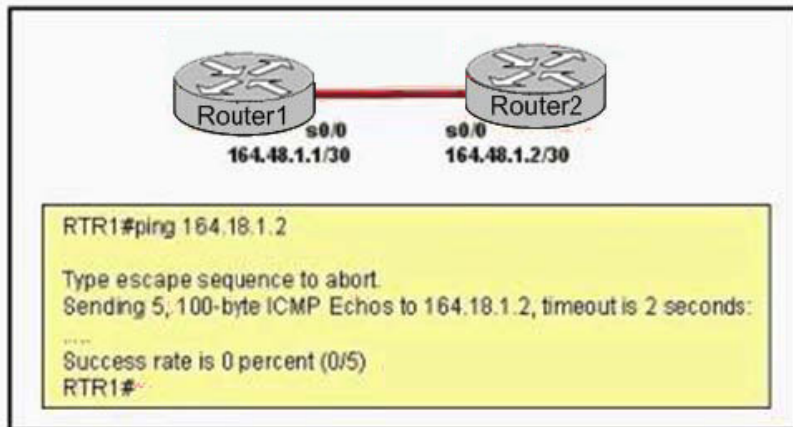 Router1
Router2
s0/0
s0/0
164.48.1.1/30
164.48.1.2/30
RTR1#ping 164.18.1.2
Type escape sequence to abort.
Sending 5, 100-byte ICMP Echos to 164.18.1.2, timeout is 2 seconds:
.....
Success rate is 0 percent (0/5)
RTR1#